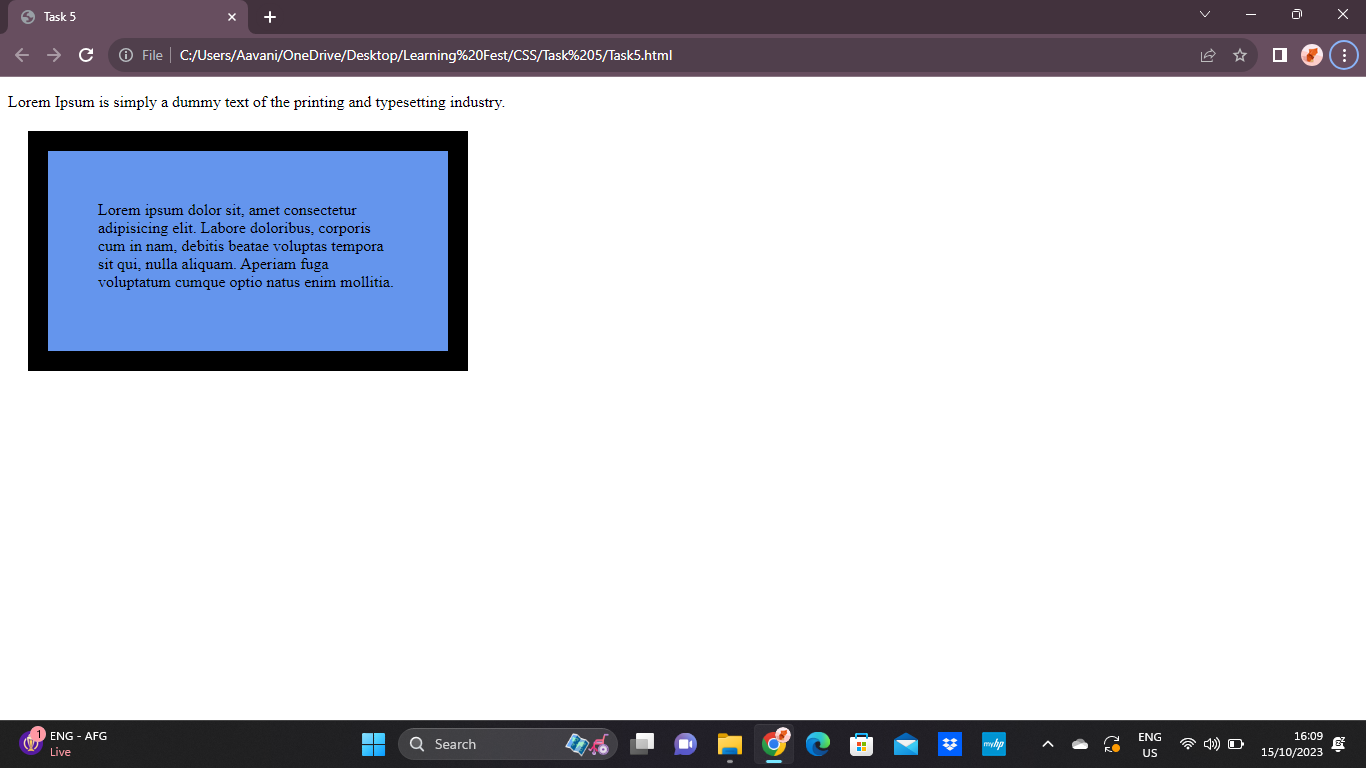 Task 5
File
C:/Users/Aavani/OneDrive/Desktop/Learning%20Fest/CSS/Task%205/Task5.html
Lorem Ipsum is simply a dummy text of the printing and typesetting industry.
Lorem ipsum dolor sit, amet consectetur
adipisicing elit. Labore doloribus, corporis
cum in nam, debitis beatae voluptas tempora
sit qui, nulla aliquam. Aperiam fuga
voluptatum cumque optio natus enim mollitia.
1
ENG - AFG
Live
Search
myhp
ENG
US
16:09
15/10/2023